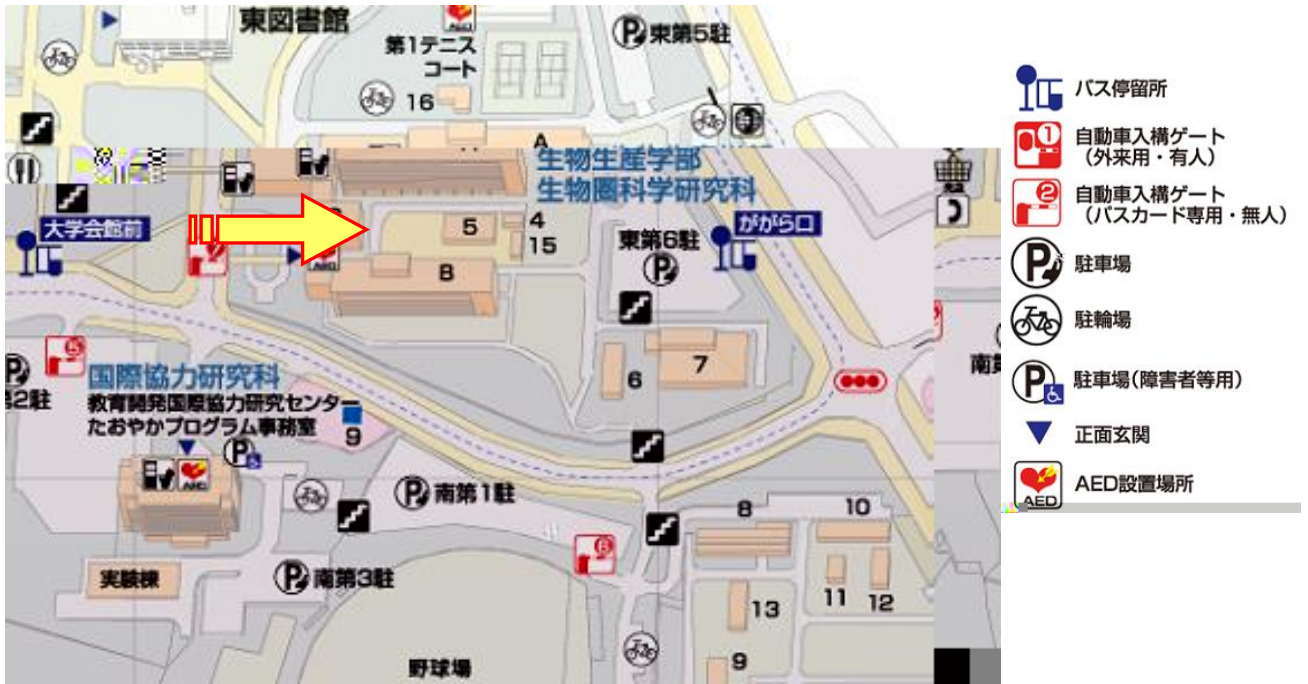 東図書館
AED
第1テニス
コート
東第5駐
16
A
生物生産学部
生物圏科学研究科
大学会館前
5
4
15
東第6駐
ががら口
B
AED
7
6
国際協力研究科
教育開発国際協力研究センター
たおやかプログラム事務室
9
2駐
AED
南第1駐
8
10
実験棟
南第3駐
11
12
13
野球場
9
バス停留所
自動車入構ゲート
(外来用・有人)
自動車入構ゲート
(パスカード専用・無人)
駐車場
駐輪場
駐車場(障害者等用)
正面玄関
AED
AED設置場所